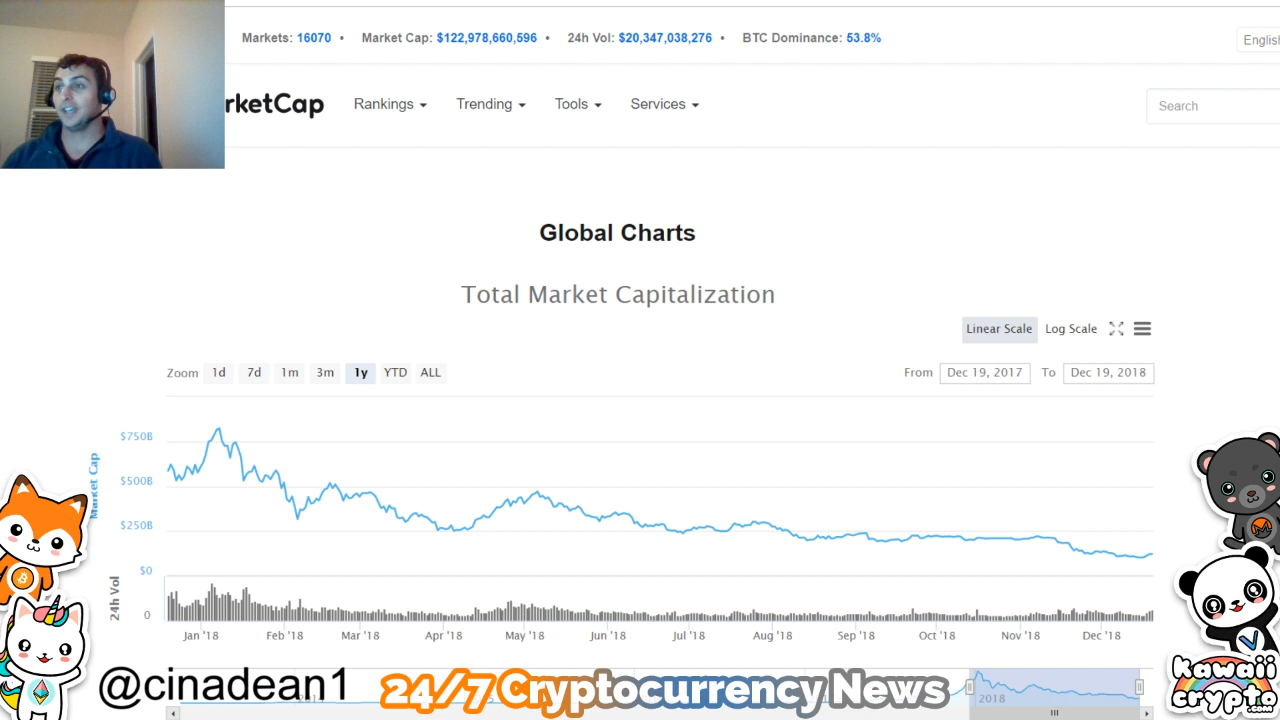 Markets: 16070 • Market Cap: $122,978,660,596 • 24h Vol: $20,347,038,276 • BTC Dominance: 53.8%
English
rketCap Rankings Trending Tools Services
Search
Global Charts
Total Market Capitalization
Linear Scale Log Scale
Zoom 1d 7d 1m 3m 1y YTD ALL From Dec 19, 2017 To Dec 19, 2018
$750B
$500B
$250B
$0
Market Cap
24h Vol
0
Jan '18 Feb '18 Mar '18 Apr '18 May '18 Jun '18 Jul '18 Aug '18 Sep '18 Oct '18 Nov '18 Dec '18
2018
@cinadean1
24/7 Cryptocurrency News
kawaii
crypto
.com